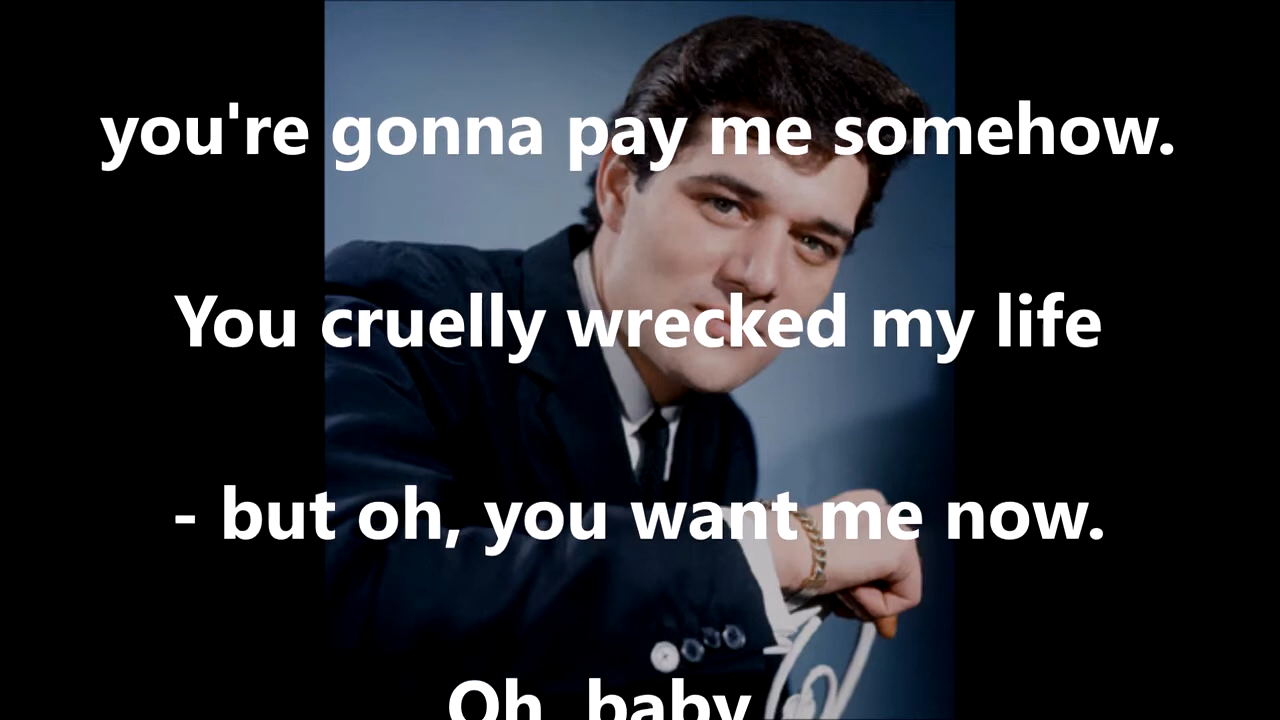 you're gonna pay me somehow.
You cruelly wrecked my life
- but oh, you want me now.
Oh, baby